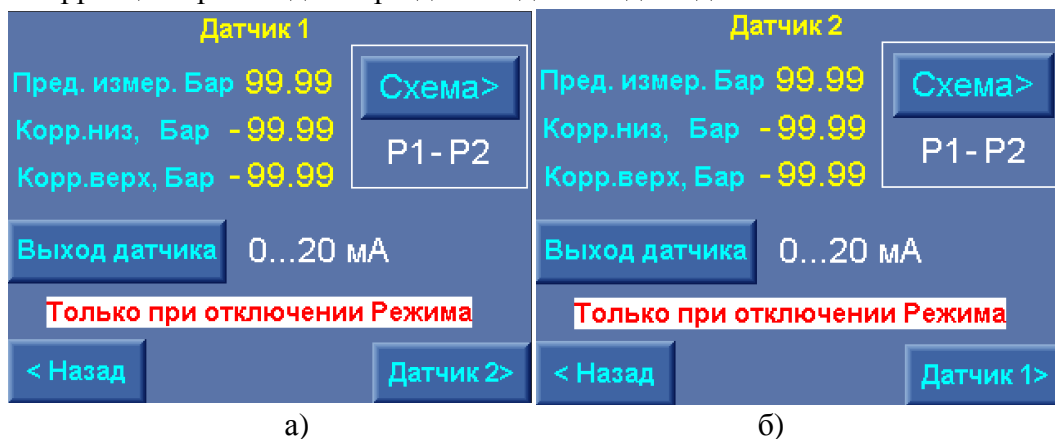 Датчик 1
Пред. измер. Бар 99.99
Корр.низ, Бар -99.99
Корр.верх, Бар -99.99
Схема>
P1-P2
Выход датчика 0...20 мА
Только при отключении Режима
< Назад
Датчик 2>
а)
Датчик 2
Пред. измер. Бар 99.99
Корр.низ, Бар -99.99
Корр.верх, Бар -99.99
Схема>
P1-P2
Выход датчика 0...20 мА
Только при отключении Режима
< Назад
Датчик 1>
б)